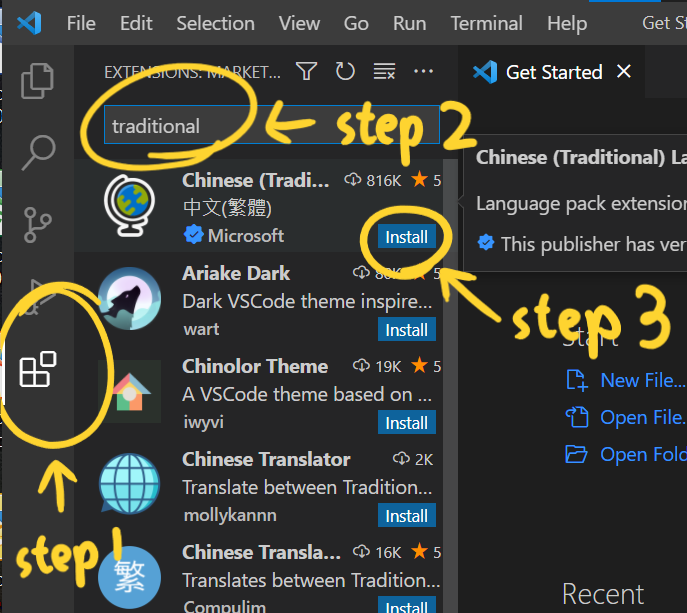 File Edit Selection View Go Run Terminal Help Get St
EXTENSIONS: MARKET...
Get Started
traditional
step 2
Chinese (Tradi... 816K 5
中文(繁體)
Microsoft Install
Chinese (Traditional) La
Language pack extension
This publisher has ver
Ariake Dark 5
Dark VSCode theme inspire...
wart Install
step 3
Start
Chinolor Theme 19K 5
A VSCode theme based on ...
iwyvi Install
New File...
Open File.
Open Fold
Chinese Translator 2K
Translate between Tradition...
mollykannn Install
step 1
Chinese Transla... 16K 5
繁
Translates between Tradition...
Compulim Install
Recent